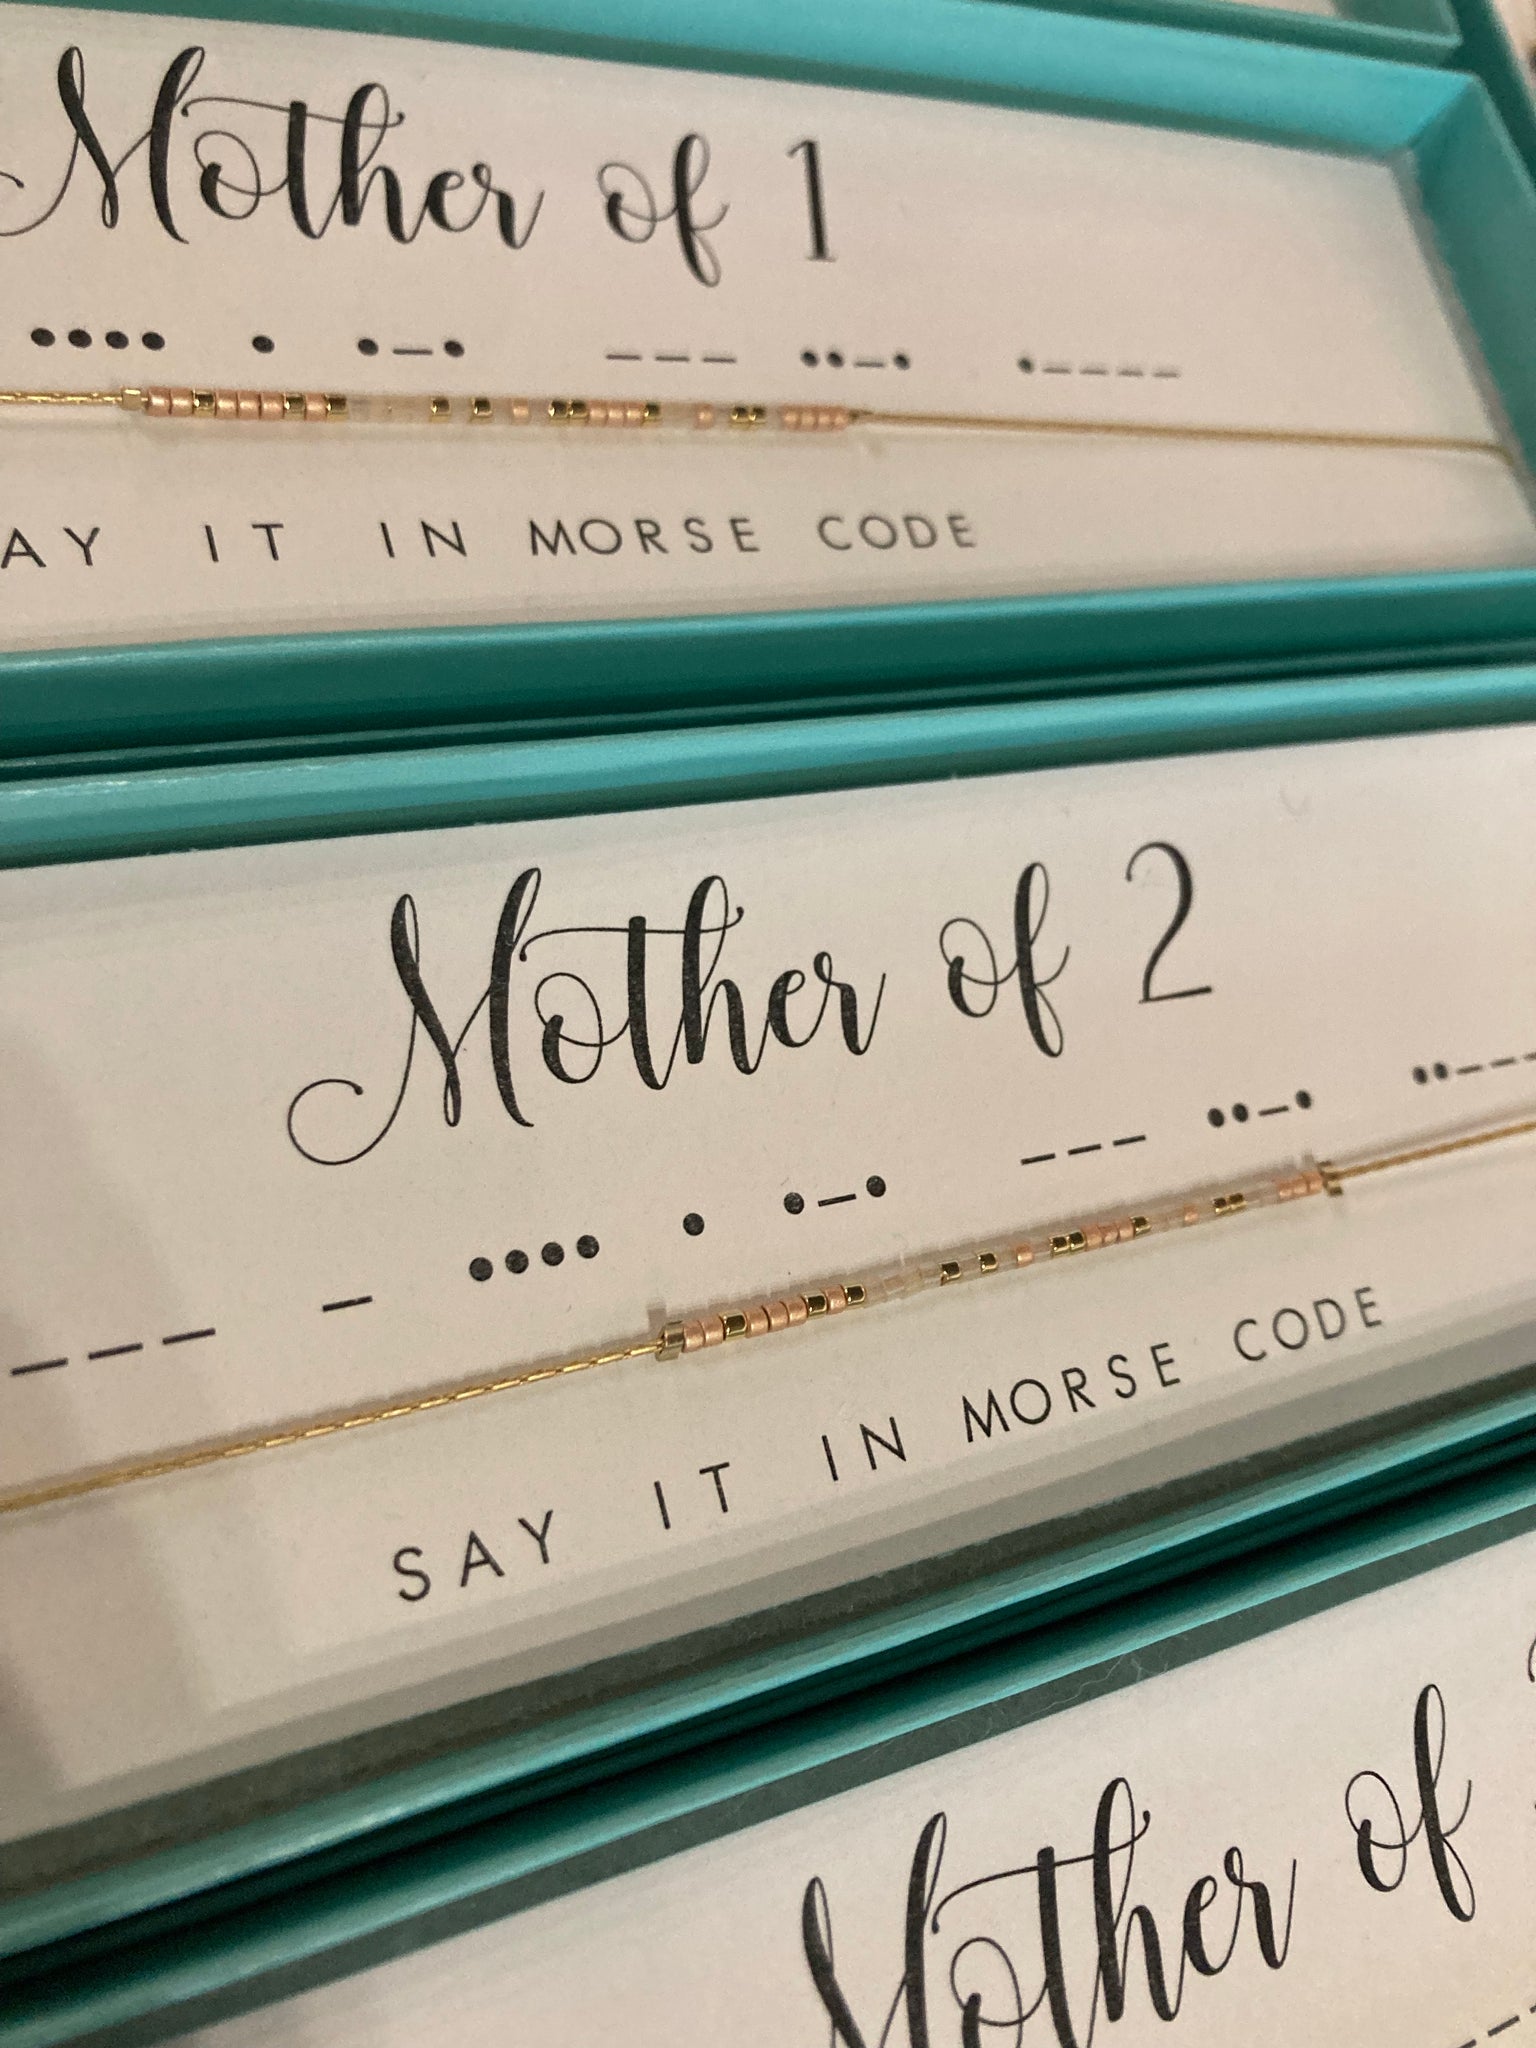 Mother of 1
•••• • •–• ––– ••–• •––––
AY IT IN MORSE CODE
Mother of 2
––– – •••• • •–• ––– ••–• ••–––
SAY IT IN MORSE CODE
Mother of